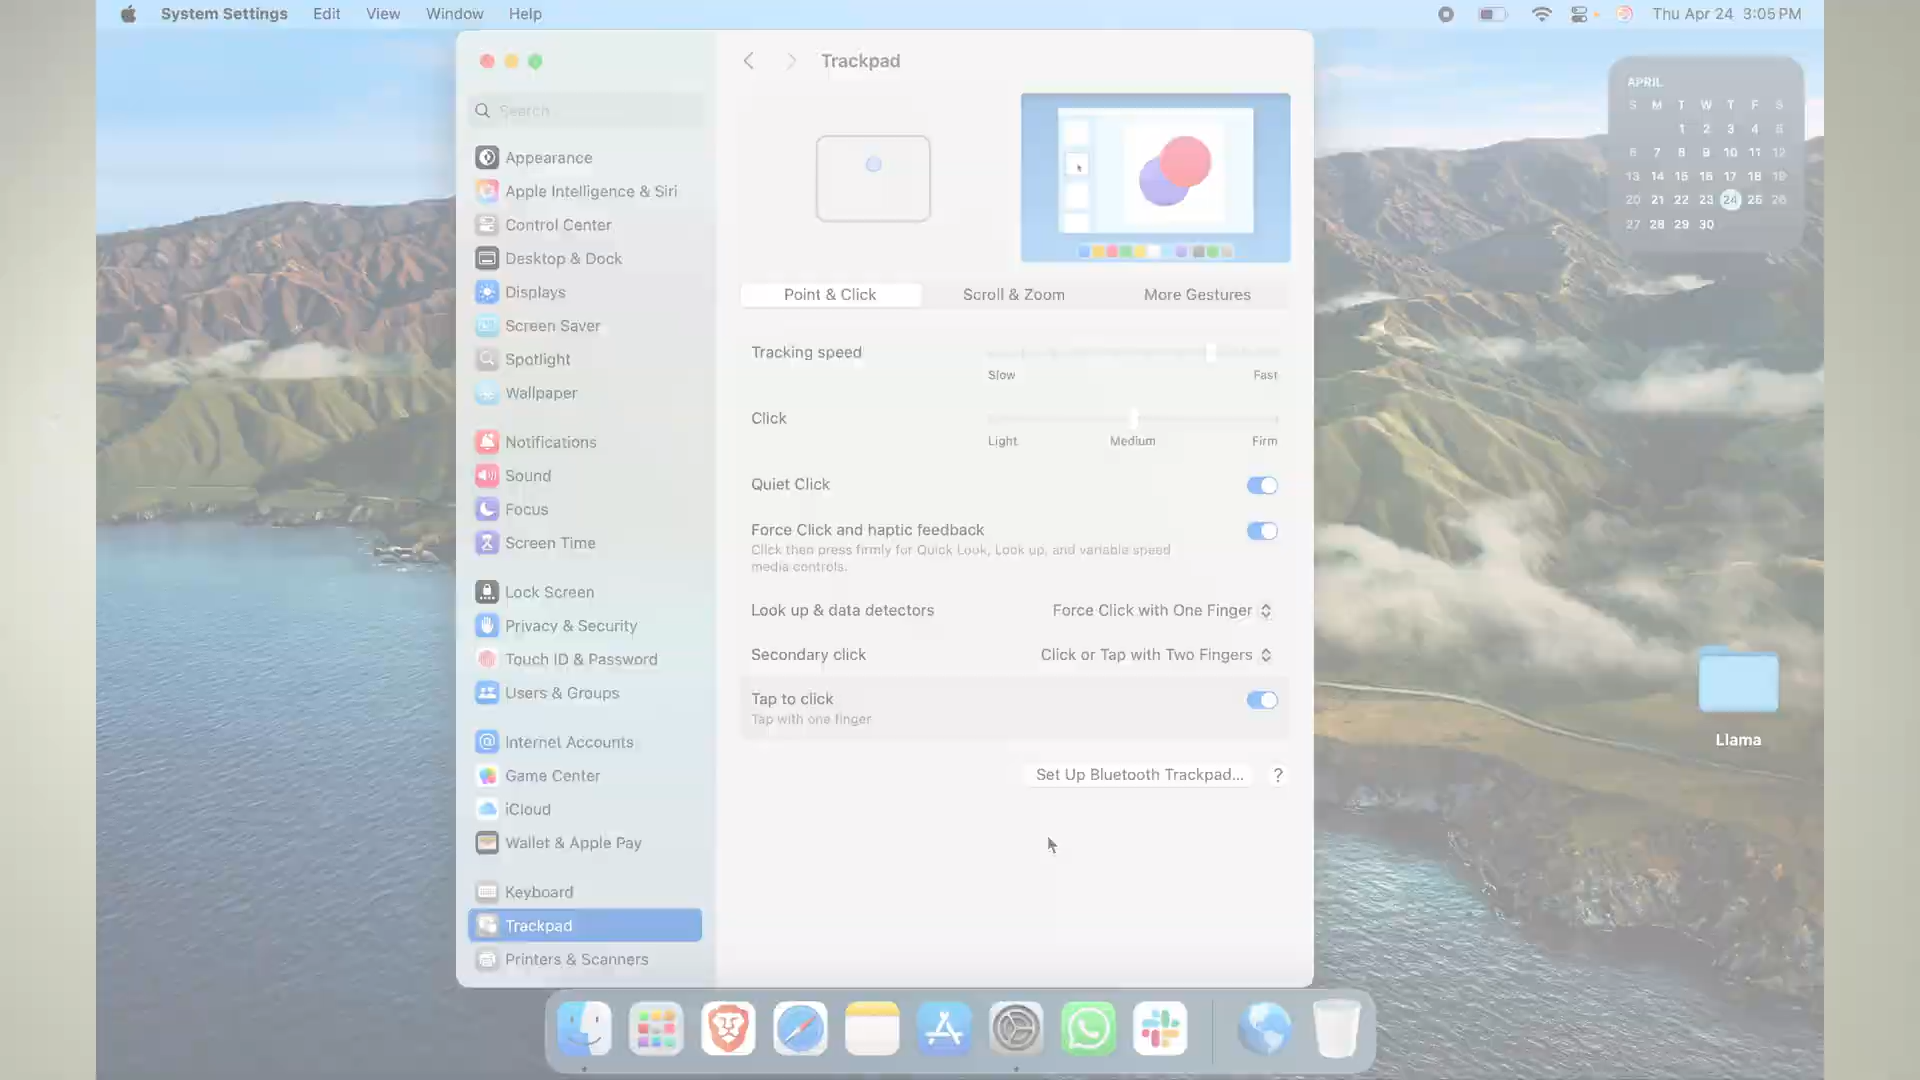 System Settings Edit View Window Help
Thu Apr 24 3:05 PM
Search
Appearance
Apple Intelligence & Siri
Control Center
Desktop & Dock
Displays
Screen Saver
Spotlight
Wallpaper
Notifications
Sound
Focus
Screen Time
Lock Screen
Privacy & Security
Touch ID & Password
Users & Groups
Internet Accounts
Game Center
iCloud
Wallet & Apple Pay
Keyboard
Trackpad
Printers & Scanners
Trackpad
Point & Click Scroll & Zoom More Gestures
Tracking speed
Slow Fast
Click
Light Medium Firm
Quiet Click
Force Click and haptic feedback
Click then press firmly for Quick Look, Look up, and variable speed
media controls.
Look up & data detectors Force Click with One Finger
Secondary click Click or Tap with Two Fingers
Tap to click
Tap with one finger
Set Up Bluetooth Trackpad... ?
APRIL
S M T W T F S
1 2 3 4 5
6 7 8 9 10 11 12
13 14 15 16 17 18 19
20 21 22 23 24 25 26
27 28 29 30
Llama